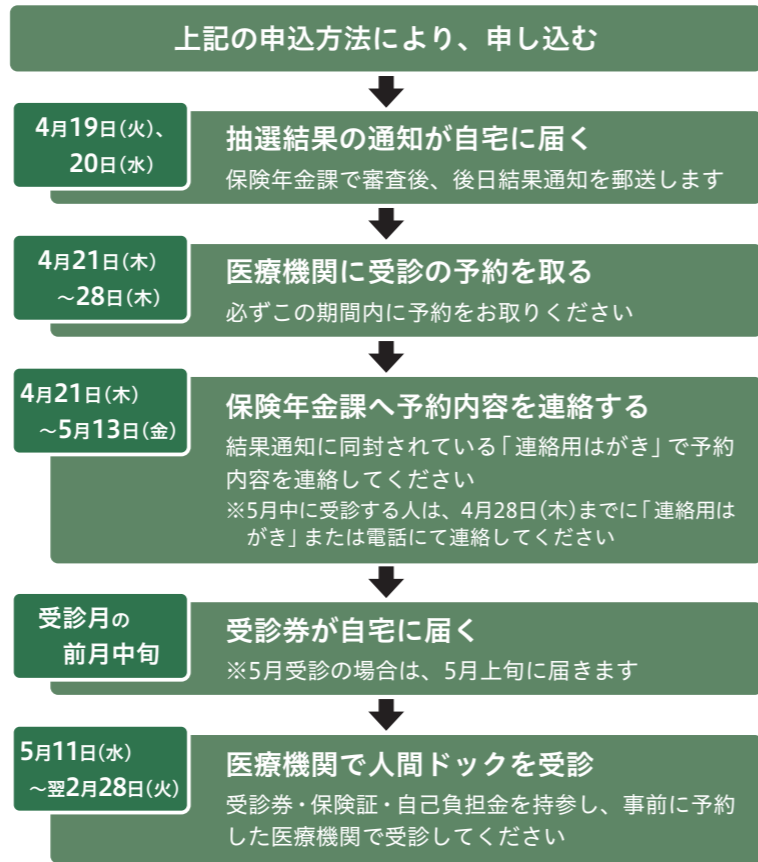 上記の申込方法により、申し込む
4月19日(火)、
20日(水)
抽選結果の通知が自宅に届く
保険年金課で審査後、後日結果通知を郵送します
4月21日(木)
～28日(木)
医療機関に受診の予約を取る
必ずこの期間内に予約をお取りください
4月21日(木)
～5月13日(金)
保険年金課へ予約内容を連絡する
結果通知に同封されている「連絡用はがき」で予約
内容を連絡してください
※5月中に受診する人は、4月28日(木)までに「連絡用は
がき」または電話にて連絡してください
受診月の
前月中旬
受診券が自宅に届く
※5月受診の場合は、5月上旬に届きます
5月11日(水)
～翌2月28日(火)
医療機関で人間ドックを受診
受診券・保険証・自己負担金を持参し、事前に予約
した医療機関で受診してください